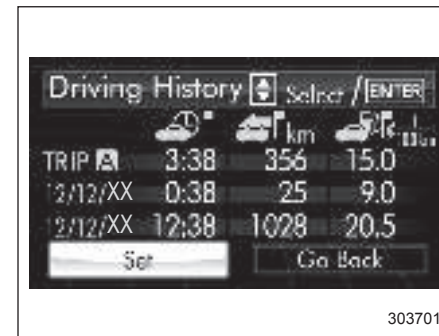 Driving History Select / ENTER
km
TRIP A 3:38 356 15.0
12/12/XX 0:38 25 9.0
12/12/XX 12:38 1028 20.5
Set Go Back
303701